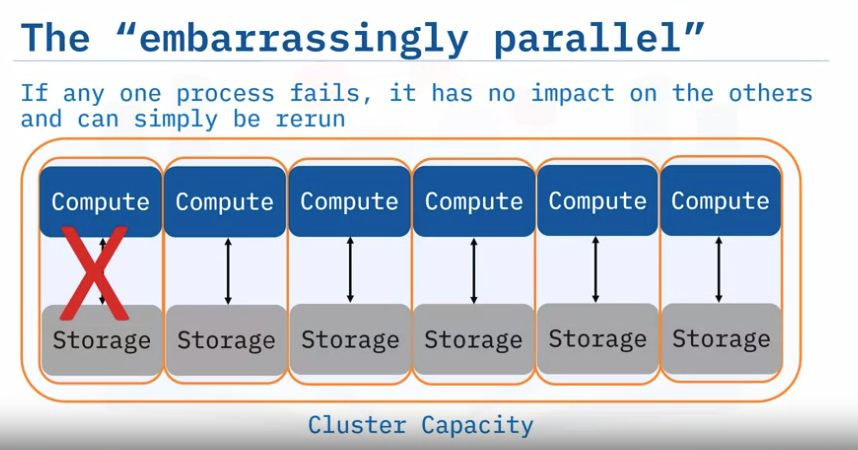 The “embarrassingly parallel”
If any one process fails, it has no impact on the others
and can simply be rerun
Compute Compute Compute Compute Compute Compute
Storage Storage Storage Storage Storage Storage
Cluster Capacity